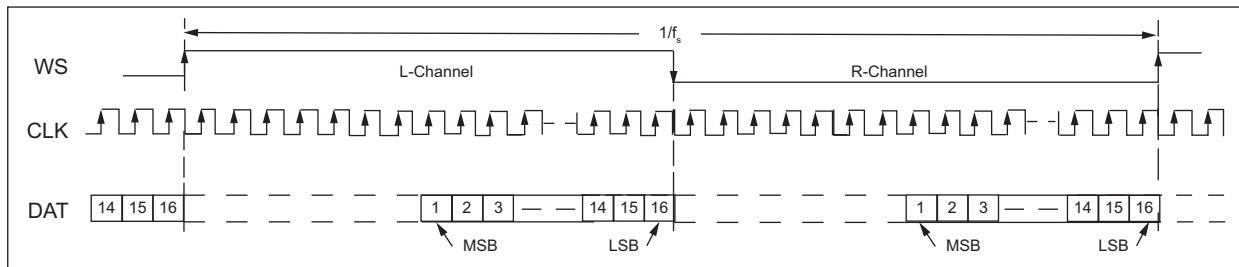 1/fs
WS
L-Channel
R-Channel
CLK
DAT
14 15 16 1 2 3 14 15 16 1 2 3 14 15 16
MSB LSB MSB LSB